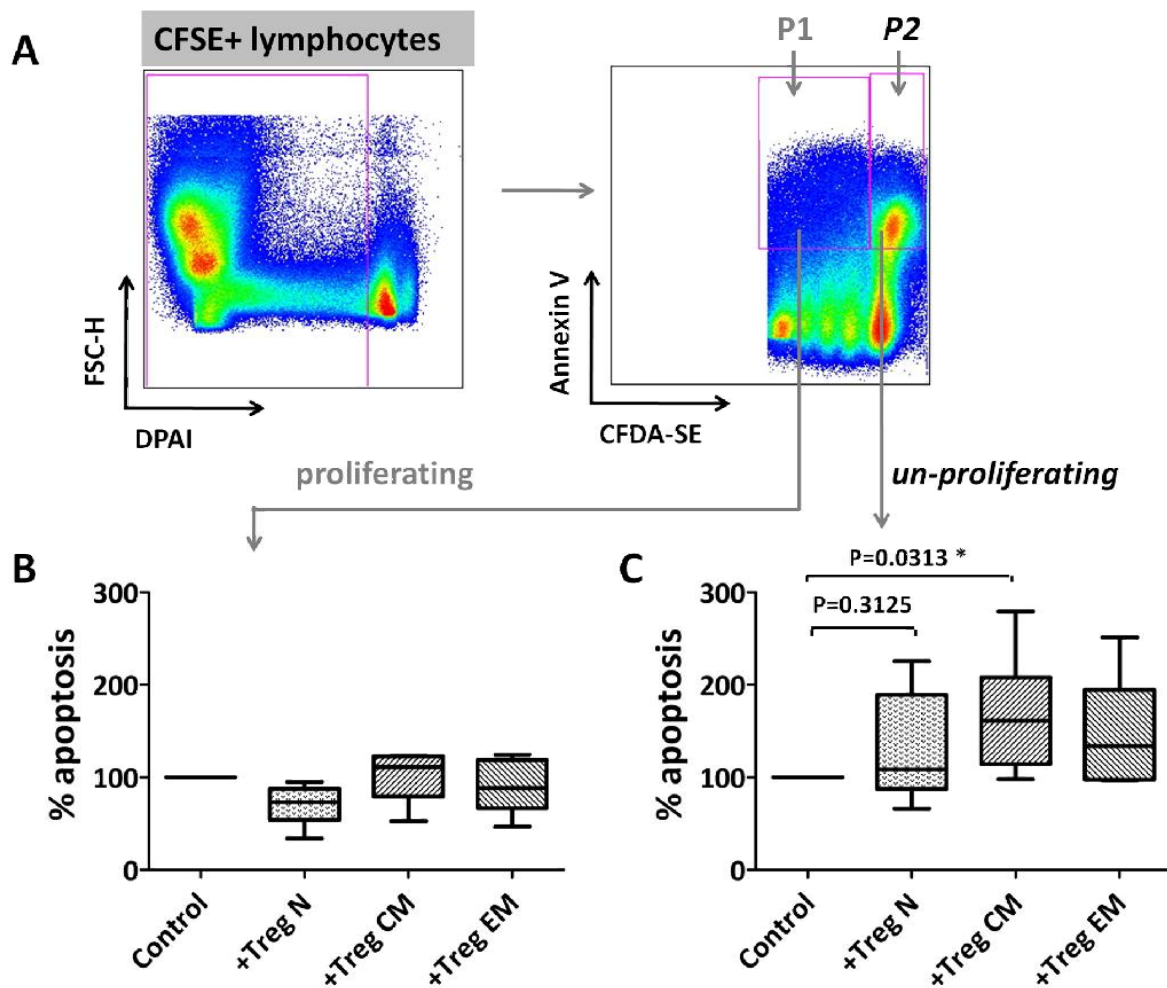 A
CFSE+ lymphocytes
P1
P2
FSC-H
DPAI
Annexin V
CFDA-SE
proliferating
un-proliferating
B
% apoptosis
300
200
100
0
Control
+Treg N
+Treg CM
+Treg EM
C
P=0.0313 *
P=0.3125
% apoptosis
300
200
100
0
Control
+Treg N
+Treg CM
+Treg EM